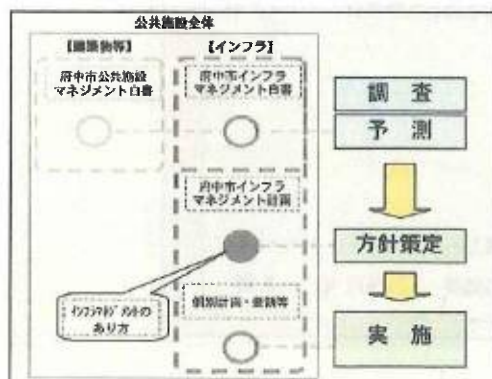 公共施設全体
【建築物等】
【インフラ】
府中市公共施設
マネジメント白書
府中市インフラ
マネジメント白書
府中市インフラ
マネジメント計画
インフラマネジメントの
あり方
個別計画・要綱等
調 査
予 測
方針策定
実 施